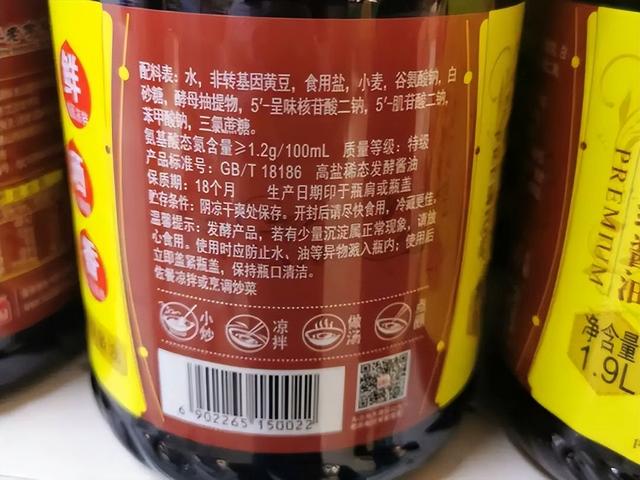 鲜
香
配料表：水，非转基因黄豆，食用盐，小麦，谷氨酸钠，白
砂糖，酵母抽提物，5′-呈味核苷酸二钠，5′-肌苷酸二钠，
苯甲酸钠，三氯蔗糖。
氨基酸态氮含量≥1.2g/100mL 质量等级：特级
产品标准号：GB/T 18186 高盐稀态发酵酱油
保质期：18个月 生产日期印于瓶肩或瓶盖
贮存条件：阴凉干爽处保存。开封后请尽快食用，冷藏更佳。
温馨提示：发酵产品，若有少量沉淀属正常现象，请放
心食用。使用时应防止水、油等异物溅入瓶内；使用后
立即盖紧瓶盖，保持瓶口清洁。
佐餐凉拌或烹调炒菜
小炒
凉拌
做汤
点蘸
6 902265 150022
PREMIUM
酱油
净含量
1.9L